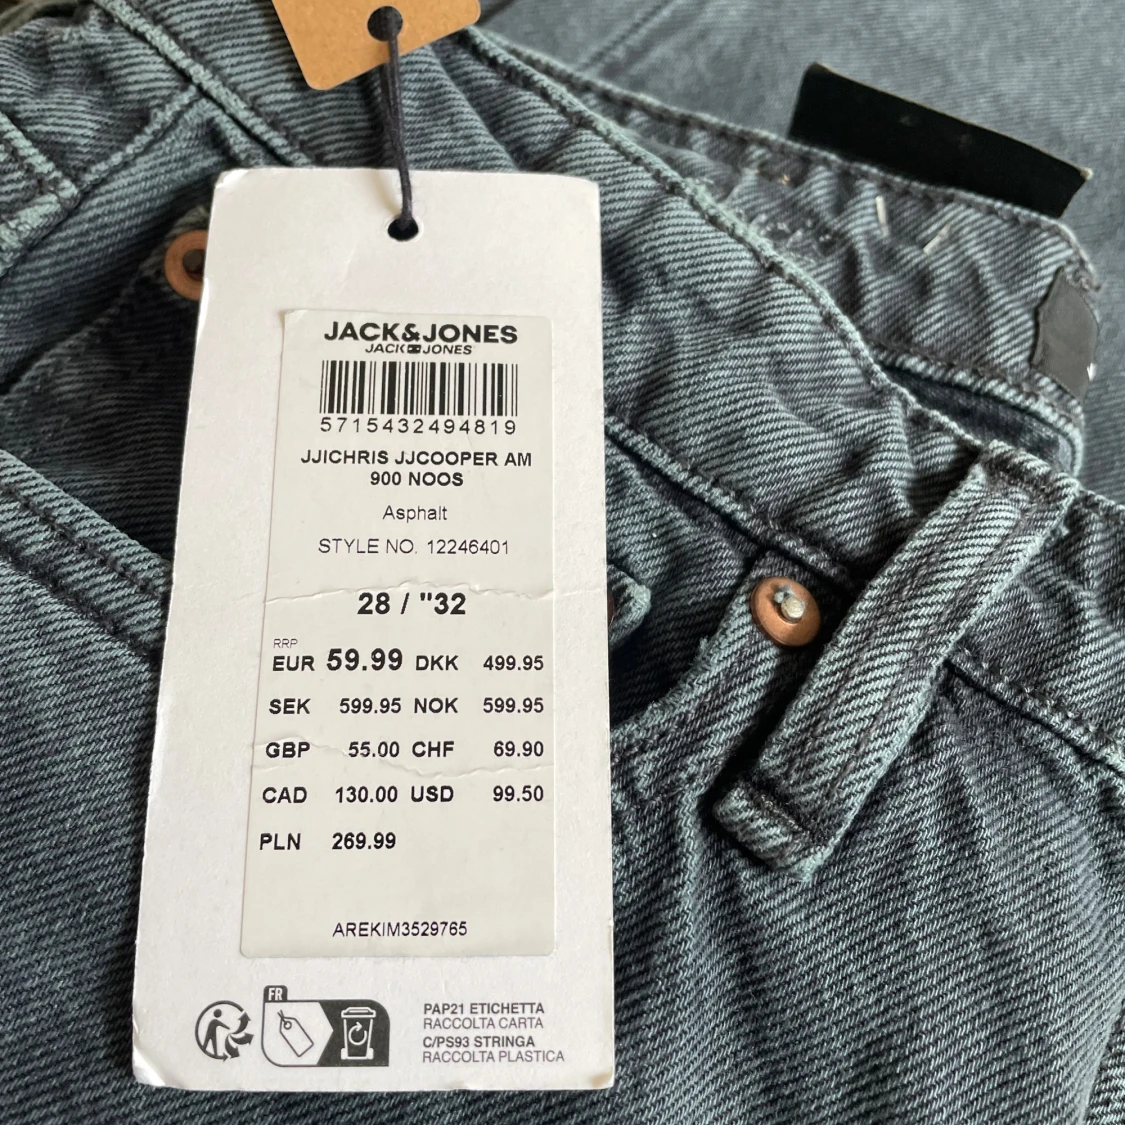 JACK&JONES
JACK&JONES
5715432494819
JJICHRIS JJCOOPER AM
900 NOOS
Asphalt
STYLE NO. 12246401
28 / "32
RRP
EUR 59.99 DKK 499.95
SEK 599.95 NOK 599.95
GBP 55.00 CHF 69.90
CAD 130.00 USD 99.50
PLN 269.99
AREKIM3529765
FR
PAP21 ETICHETTA
RACCOLTA CARTA
C/PS93 STRINGA
RACCOLTA PLASTICA